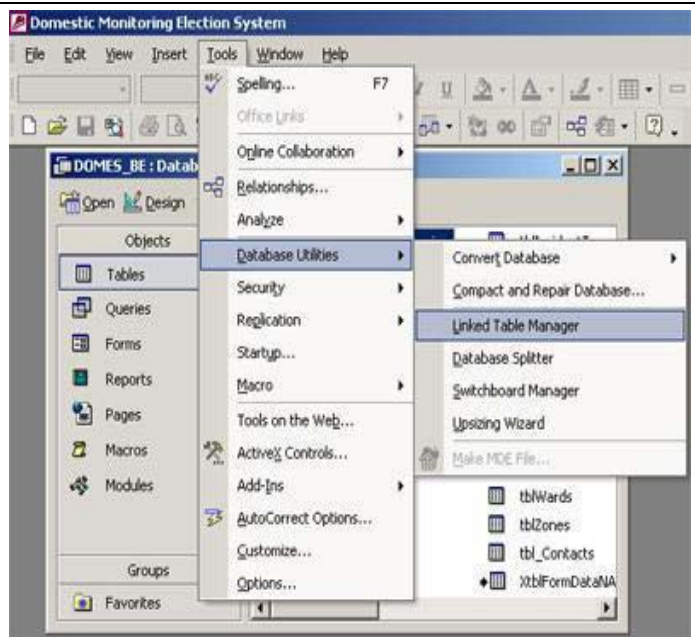 Domestic Monitoring Election System
File Edit View Insert Tools Window Help
DOMES_BE : Datab
Open Design
Objects
Tables
Queries
Forms
Reports
Pages
Macros
Modules
Groups
Favorites
Spelling... F7
Office Links
Online Collaboration
Relationships...
Analyze
Database Utilities
Security
Replication
Startup...
Macro
Tools on the Web...
ActiveX Controls...
Add-Ins
AutoCorrect Options...
Customize...
Options...
Convert Database
Compact and Repair Database...
Linked Table Manager
Database Splitter
Switchboard Manager
Upsizing Wizard
Make MDE File...
tblWards
tblZones
tbl_Contacts
XtblFormDataNA